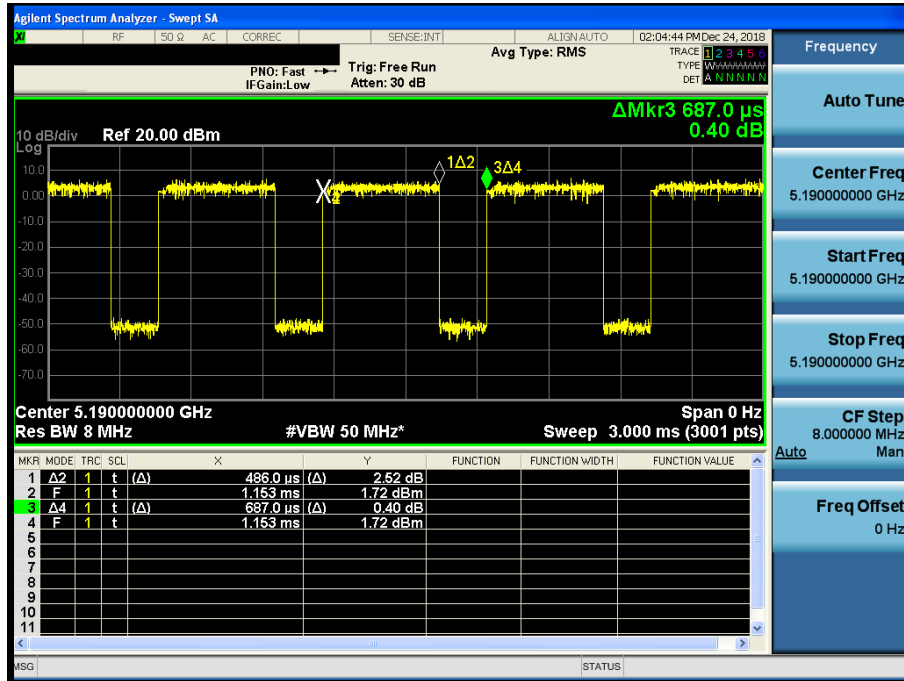 Agilent Spectrum Analyzer - Swept SA
XI RF 50 Ω AC CORREC SENSE:INT ALIGN AUTO 02:04:44 PM Dec 24, 2018
PNO: Fast Trig: Free Run Avg Type: RMS TRACE 1 2 3 4 5 6
IFGain:Low Atten: 30 dB TYPE WWWWWW
DET A N N N N N
ΔMkr3 687.0 µs
0.40 dB
10 dB/div Ref 20.00 dBm
Log
10.0
0.00
-10.0
-20.0
-30.0
-40.0
-50.0
-60.0
-70.0
1Δ2
3Δ4
Center 5.190000000 GHz Span 0 Hz
Res BW 8 MHz #VBW 50 MHz* Sweep 3.000 ms (3001 pts)
MKR MODE TRC SCL X Y FUNCTION FUNCTION WIDTH FUNCTION VALUE
1 Δ2 1 t (Δ) 486.0 µs (Δ) 2.52 dB
2 F 1 t 1.153 ms 1.72 dBm
3 Δ4 1 t (Δ) 687.0 µs (Δ) 0.40 dB
4 F 1 t 1.153 ms 1.72 dBm
5
6
7
8
9
10
11
MSG STATUS
Frequency
Auto Tune
Center Freq
5.190000000 GHz
Start Freq
5.190000000 GHz
Stop Freq
5.190000000 GHz
CF Step
8.000000 MHz
Auto Man
Freq Offset
0 Hz